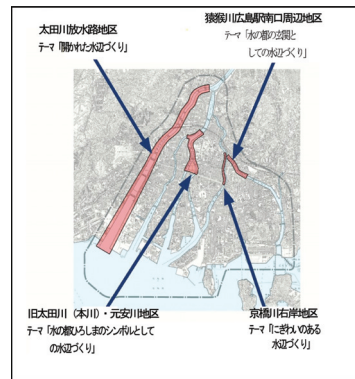 太田川放水路地区
テーマ「開かれた水辺づくり」
猿猴川広島駅南口周辺地区
テーマ「水の都の玄関と
しての水辺づくり」
旧太田川（本川）・元安川地区
テーマ「水の都ひろしまのシンボルとして
の水辺づくり」
京橋川右岸地区
テーマ「にぎわいのある
水辺づくり」